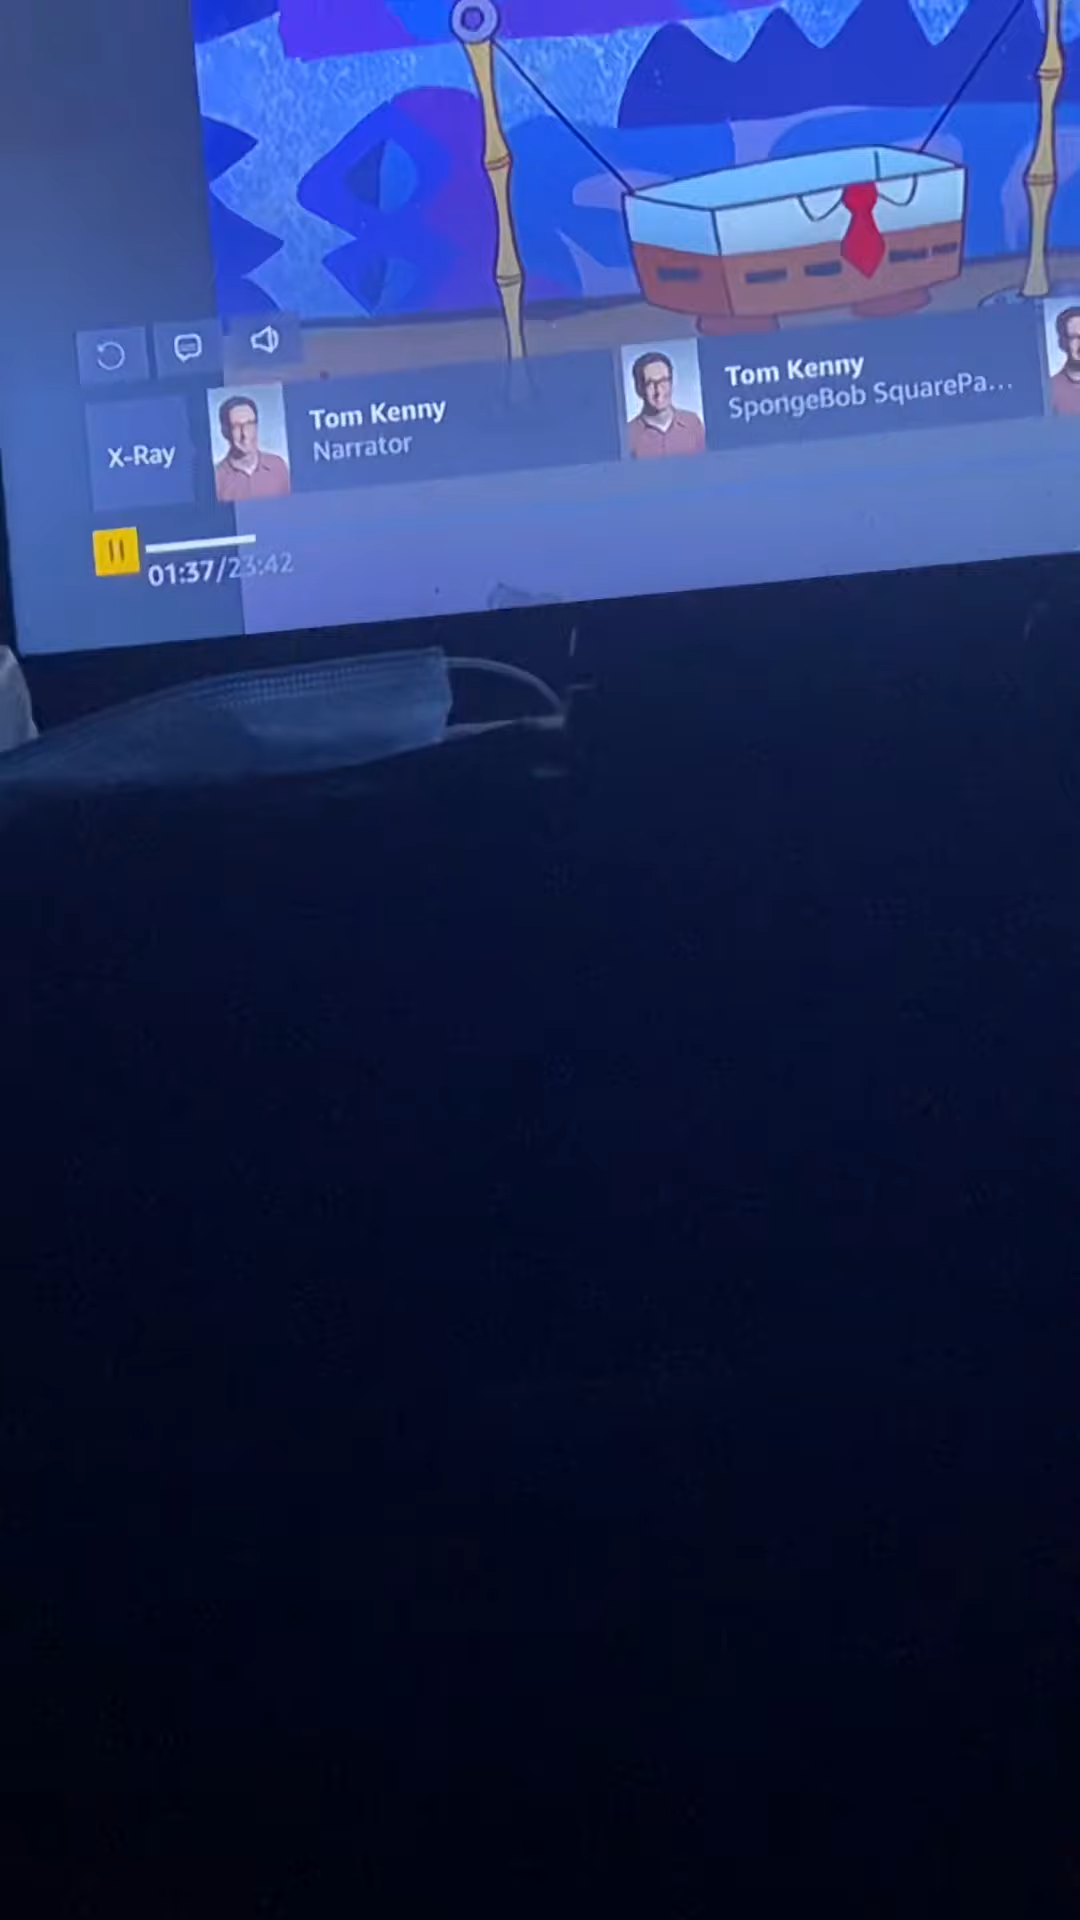 Tom Kenny
Narrator
Tom Kenny
SpongeBob SquarePa...
X-Ray
01:37/23:42